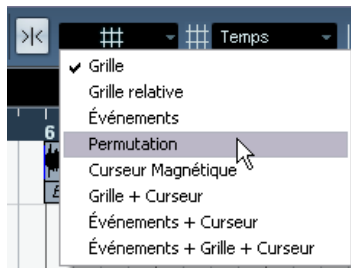 Temps
Grille
Grille relative
6
Événements
Permutation
Curseur Magnétique
Grille + Curseur
E
Événements + Curseur
Événements + Grille + Curseur